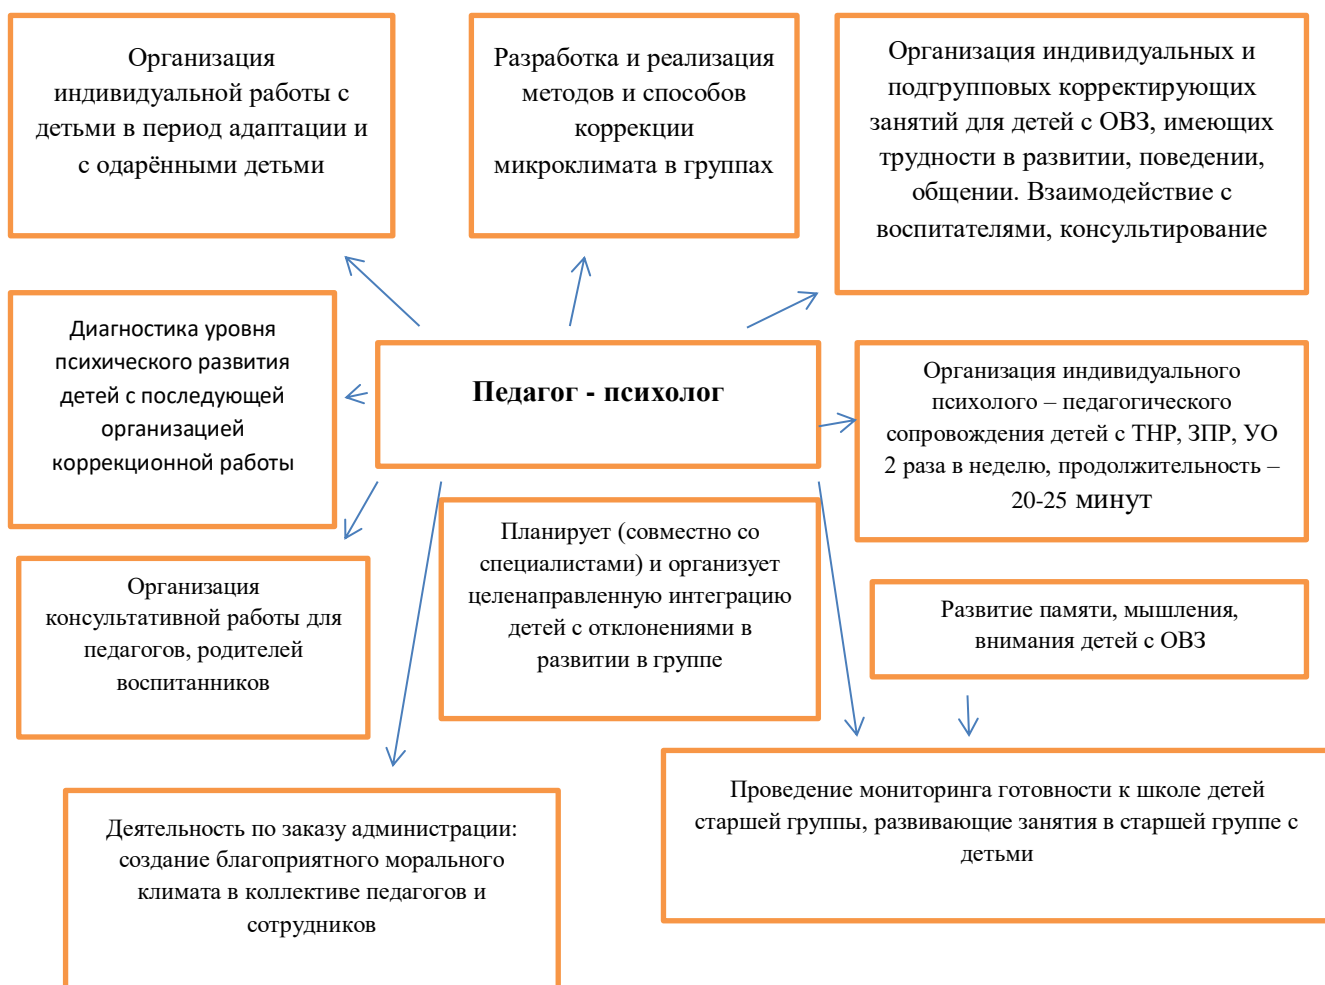 Организация
индивидуальной работы с
детьми в период адаптации и
с одарёнными детьми
Разработка и реализация
методов и способов
коррекции
микроклимата в группах
Организация индивидуальных и
подгрупповых корректирующих
занятий для детей с ОВЗ, имеющих
трудности в развитии, поведении,
общении. Взаимодействие с
воспитателями, консультирование
Диагностика уровня
психического развития
детей с последующей
организацией
коррекционной работы
Педагог - психолог
Организация индивидуального
психолого – педагогического
сопровождения детей с ТНР, ЗПР, УО
2 раза в неделю, продолжительность –
20-25 минут
Организация
консультативной работы для
педагогов, родителей
воспитанников
Планирует (совместно со
специалистами) и организует
целенаправленную интеграцию
детей с отклонениями в
развитии в группе
Развитие памяти, мышления,
внимания детей с ОВЗ
Деятельность по заказу администрации:
создание благоприятного морального
климата в коллективе педагогов и
сотрудников
Проведение мониторинга готовности к школе детей
старшей группы, развивающие занятия в старшей группе с
детьми